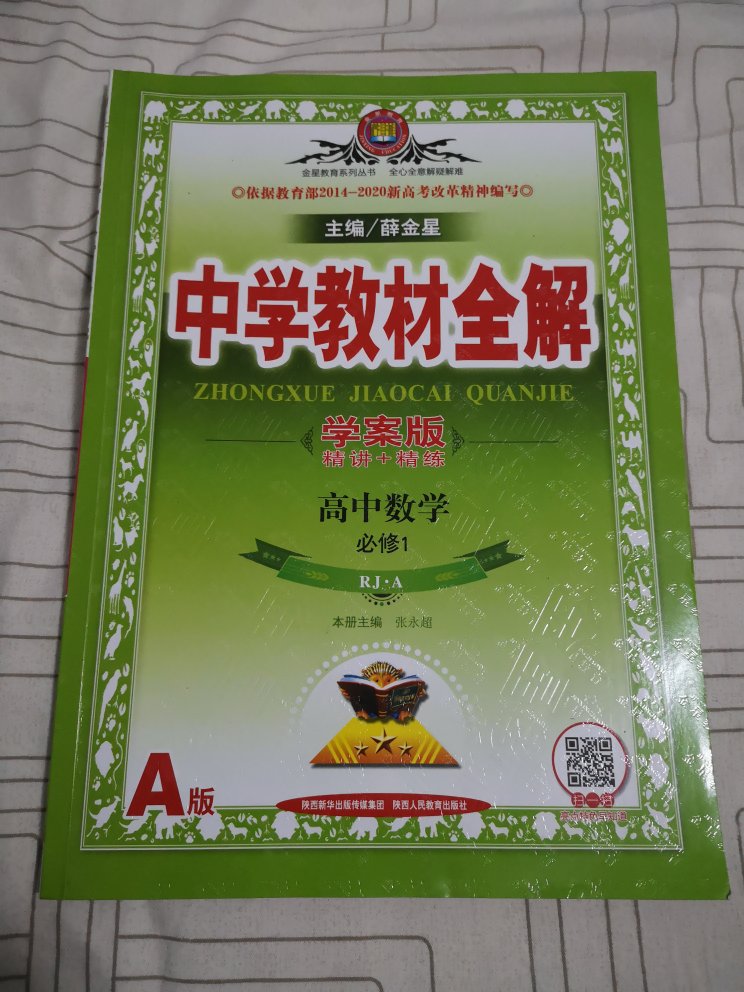 金星教育系列丛书 全心全意解疑解难
◎依据教育部2014-2020新高考改革精神编写◎
主编/薛金星
中学教材全解
ZHONGXUE JIAOCAI QUANJIE
学案版
精讲+精练
高中数学
必修1
RJ·A
本册主编 张永超
A版
扫一扫
陕西新华出版传媒集团 陕西人民教育出版社